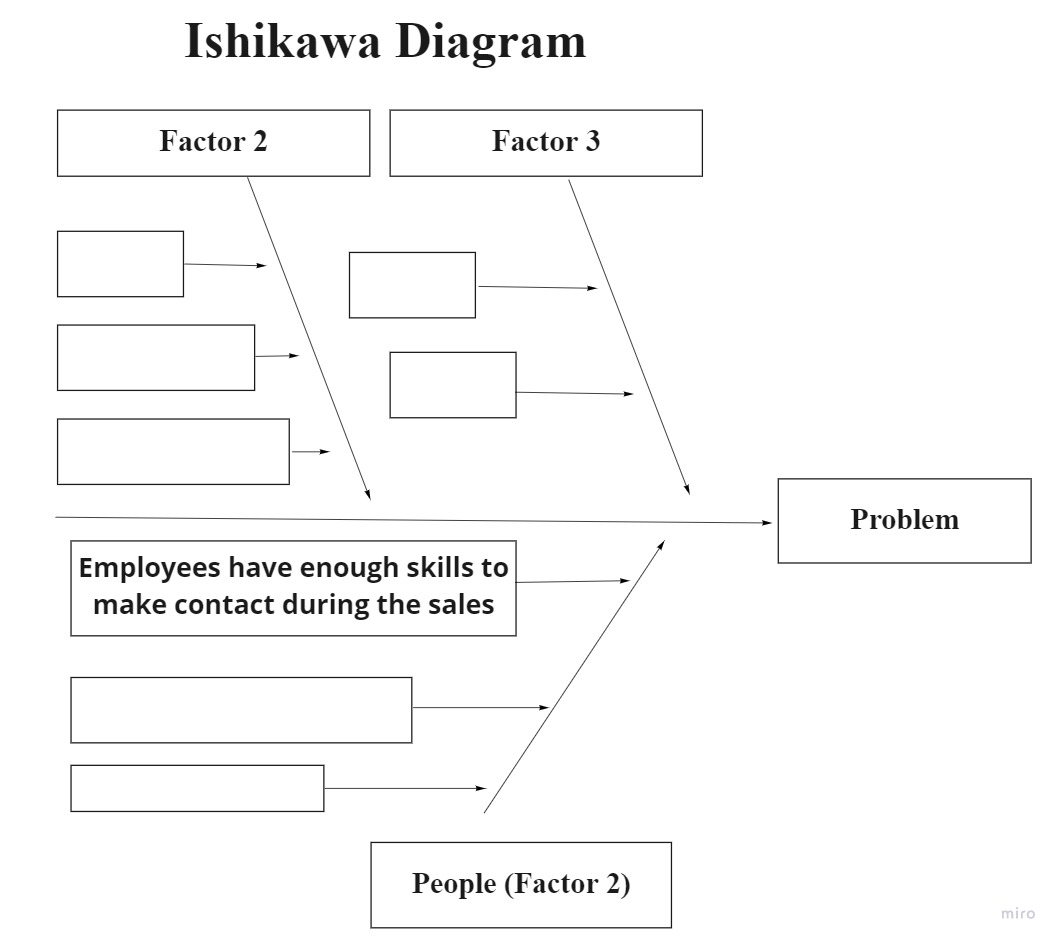 Ishikawa Diagram
Factor 2
Factor 3
Problem
Employees have enough skills to
make contact during the sales
People (Factor 2)
miro